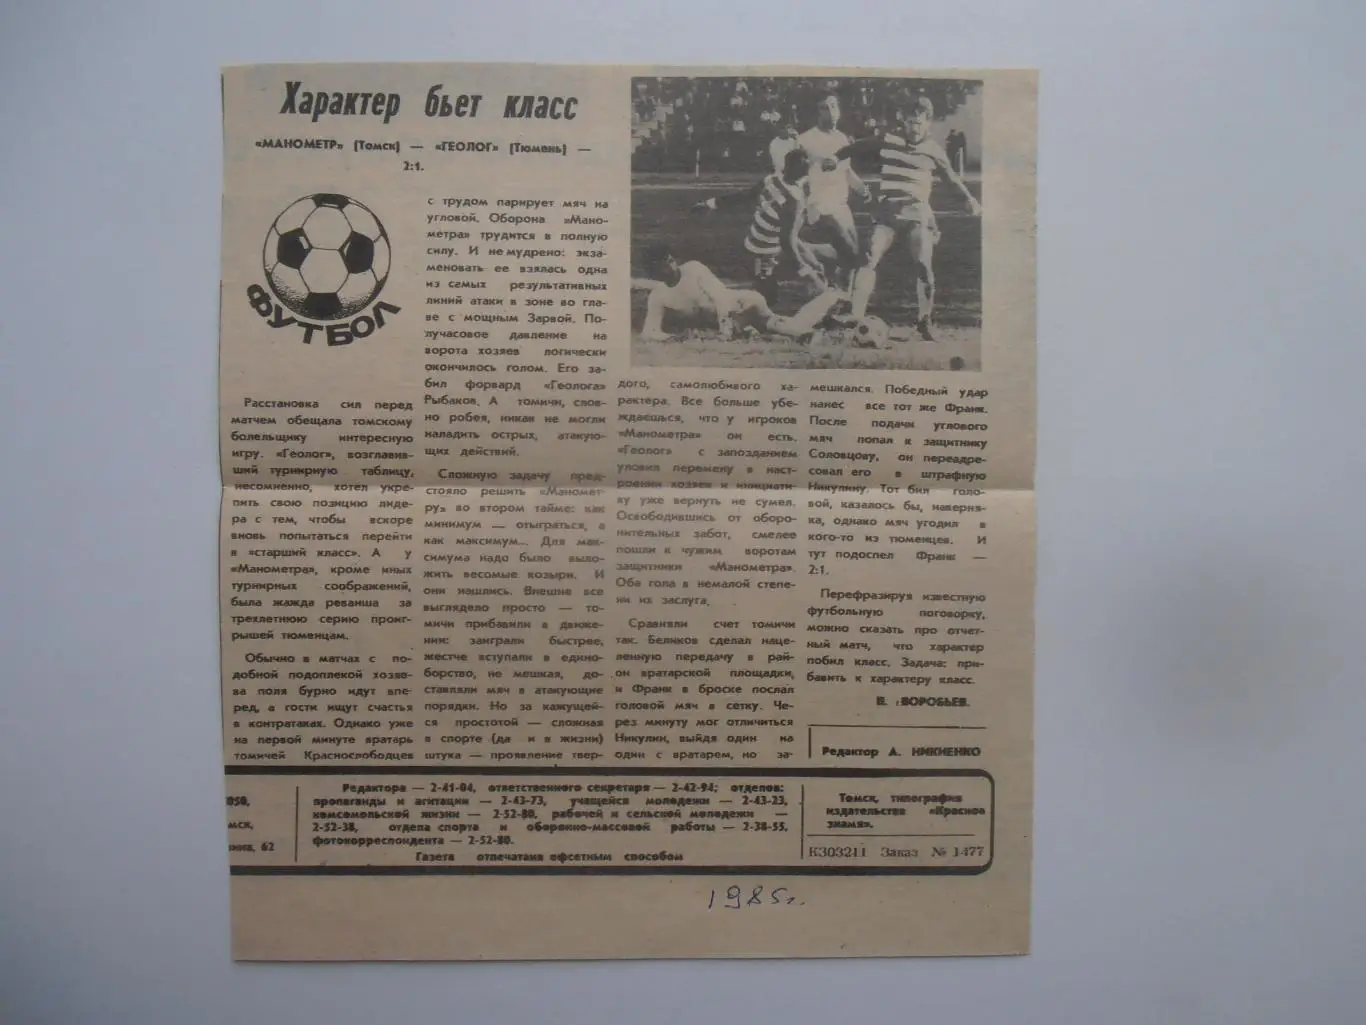 Характер бьет класс
«МАНОМЕТР» (Томск) — «ГЕОЛОГ» (Тюмень) —
2:1.
ФУТБОЛ
Расстановка сил перед
матчем обещала томскому
болельщику интересную
игру. «Геолог», возглавив-
ший турнирную таблицу,
несомненно, хотел укре-
пить свою позицию лиде-
ра с тем, чтобы вскоре
вновь попытаться перейти
в «старший класс». А у
«Манометра», кроме иных
турнирных соображений,
была жажда реванша за
трехлетнюю серию проиг-
рышей тюменцам.
Обычно в матчах с по-
добной подоплекой хозяе-
ва поля бурно идут впе-
ред, а гости ищут счастья
в контратаках. Однако уже
на первой минуте вратарь
томичей Краснослободцев
с трудом парирует мяч на
угловой. Оборона «Мано-
метра» трудится в полную
силу. И не мудрено: экза-
меновать ее взялась одна
из самых результативных
линий атаки в зоне во гла-
ве с мощным Зарвой. По-
лучасовое давление на
ворота хозяев логически
окончилось голом. Его за-
бил форвард «Геолога»
Рыбаков. А томичи, слов-
но робея, никак не могли
наладить острых, атакую-
щих действий.
Сложную задачу пред-
стояло решить «Маномет-
ру» во втором тайме: как
минимум — отыграться, а
как максимум... Для мак-
симума надо было выло-
жить весомые козыри. И
они нашлись. Внешне все
выглядело просто — то-
мичи прибавили в движе-
нии: заиграли быстрее,
жестче вступали в едино-
борство, не мешкая, до-
ставляли мяч в атакующие
порядки. Но за кажущей-
ся простотой — сложная
в спорте (да и в жизни)
штука — проявление твер-
дого, самолюбивого ха-
рактера. Все больше убе-
ждаешься, что у игроков
«Манометра» он есть.
«Геолог» с запозданием
уловил перемену в наст-
роении хозяев и инициати-
ву уже вернуть не сумел.
Освободившись от оборо-
нительных забот, смелее
пошли к чужим воротам
защитники «Манометра».
Оба гола в немалой степе-
ни их заслуга.
Сравняли счет томичи
так. Беликов сделал наце-
ленную передачу в рай-
он вратарской площадки,
и Франк в броске послал
головой мяч в сетку. Че-
рез минуту мог отличиться
Никулин, выйдя один на
один с вратарем, но за-
мешкался. Победный удар
нанес все тот же Франк.
После подачи углового
мяч попал к защитнику
Соловцову, он переадре-
совал его в штрафную
Никулину. Тот бил голо-
вой, казалось бы, наверня-
ка, однако мяч угодил в
кого-то из тюменцев. И
тут подоспел Франк —
2:1.
Перефразируя известную
футбольную поговорку,
можно сказать про отчет-
ный матч, что характер
побил класс. Задача: при-
бавить к характеру класс.
В. ВОРОБЬЕВ.
Редактор А. НИКИЕНКО
050,
мск,
нина, 62
Редактора — 2-41-04, ответственного секретаря — 2-42-94; отделов:
пропаганды и агитации — 2-43-73, учащейся молодежи — 2-43-23,
комсомольской жизни — 2-52-80, рабочей и сельской молодежи —
2-52-38, отдела спорта и оборонно-массовой работы — 2-38-55,
фотокорреспондента — 2-52-80.
Газета отпечатана офсетным способом
Томск, типография
издательства «Красное
знамя».
К303211 Заказ № 1477
1985г.